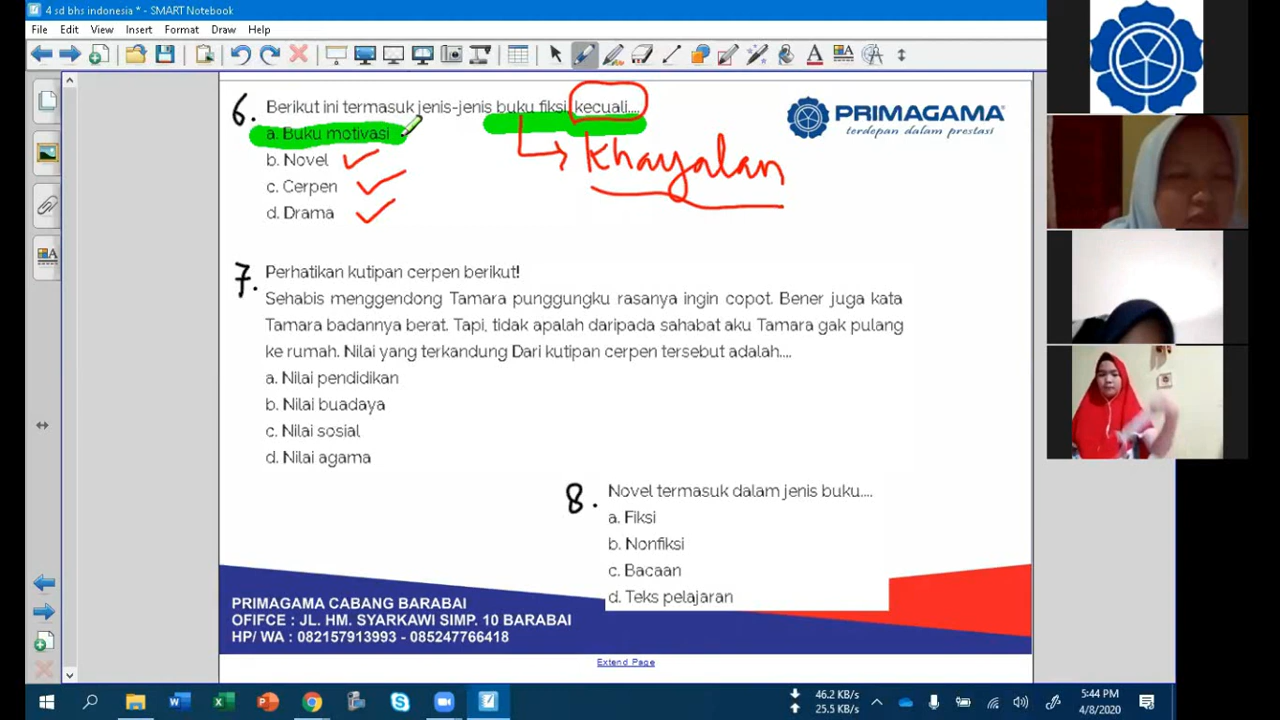 4 sd bhs indonesia * - SMART Notebook
File Edit View Insert Format Draw Help
PRIMAGAMA
terdepan dalam prestasi
6. Berikut ini termasuk jenis-jenis buku fiksi, kecuali....
a. Buku motivasi
b. Novel
c. Cerpen
d. Drama
khayalan
7. Perhatikan kutipan cerpen berikut!
Sehabis menggendong Tamara punggungku rasanya ingin copot. Bener juga kata
Tamara badannya berat. Tapi, tidak apalah daripada sahabat aku Tamara gak pulang
ke rumah. Nilai yang terkandung Dari kutipan cerpen tersebut adalah....
a. Nilai pendidikan
b. Nilai buadaya
c. Nilai sosial
d. Nilai agama
8. Novel termasuk dalam jenis buku....
a. Fiksi
b. Nonfiksi
c. Bacaan
d. Teks pelajaran
PRIMAGAMA CABANG BARABAI
OFIFCE : JL. HM. SYARKAWI SIMP. 10 BARABAI
HP/ WA : 082157913993 - 085247766418
Extend Page
46.2 KB/s
25.5 KB/s
5:44 PM
4/8/2020